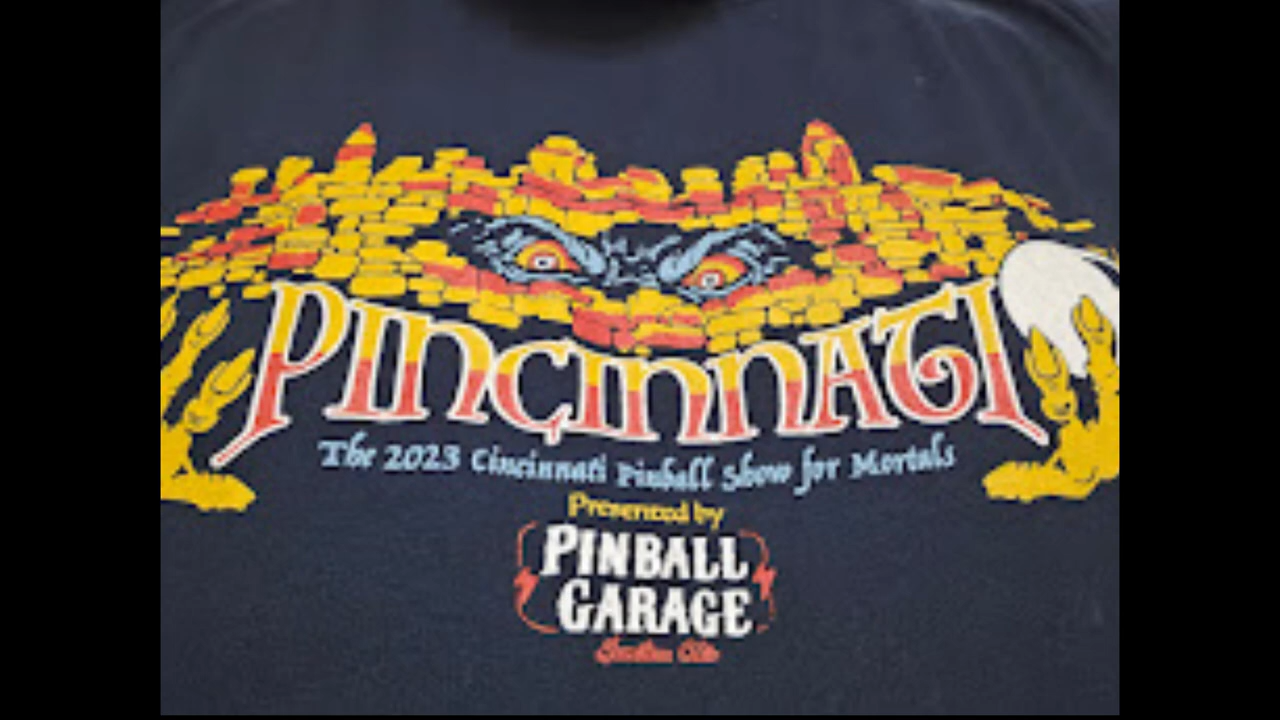 PINCINNATI
The 2023 Cincinnati Pinball Show for Mortals
Presented by
PINBALL
GARAGE